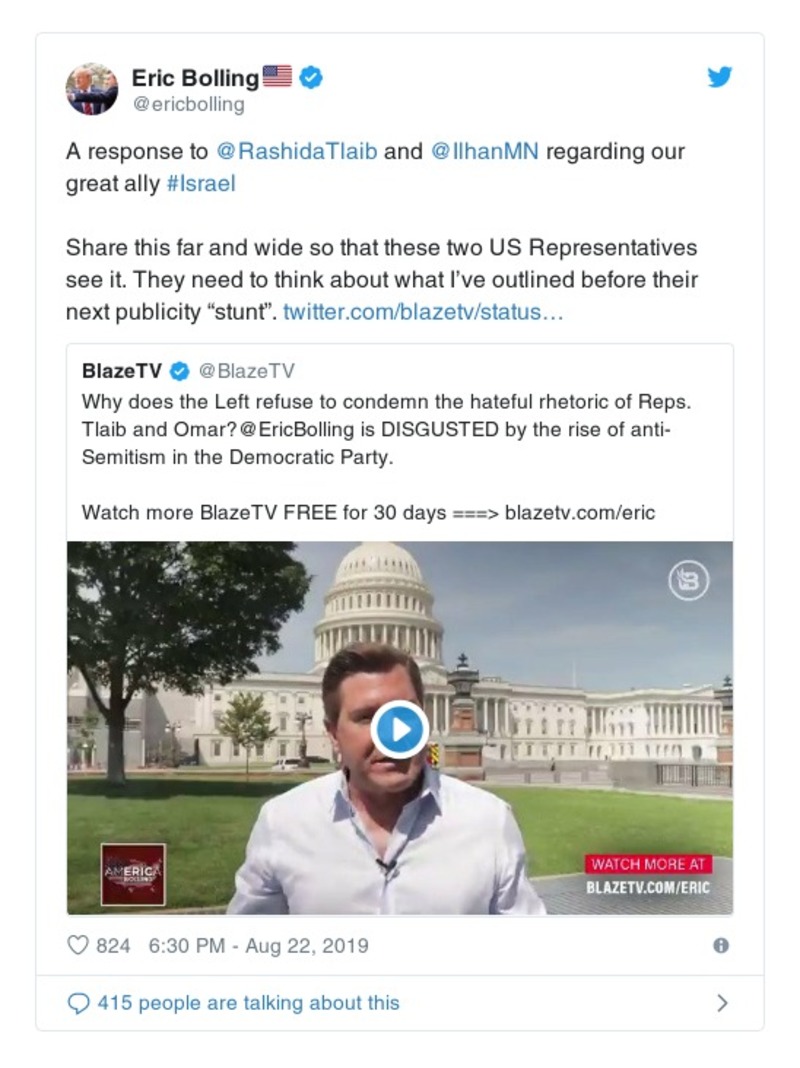 Eric Bolling
@ericbolling
A response to @RashidaTlaib and @IlhanMN regarding our
great ally #Israel
Share this far and wide so that these two US Representatives
see it. They need to think about what I’ve outlined before their
next publicity “stunt”. twitter.com/blazetv/status…
BlazeTV @BlazeTV
Why does the Left refuse to condemn the hateful rhetoric of Reps.
Tlaib and Omar?@EricBolling is DISGUSTED by the rise of anti-
Semitism in the Democratic Party.
Watch more BlazeTV FREE for 30 days ===> blazetv.com/eric
B
AMERICA
BOLLING
WATCH MORE AT
BLAZETV.COM/ERIC
824 6:30 PM - Aug 22, 2019
415 people are talking about this